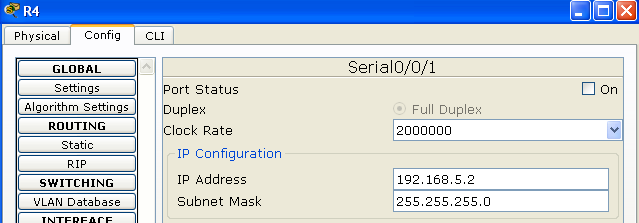 R4
Physical Config CLI
GLOBAL
Settings
Algorithm Settings
ROUTING
Static
RIP
SWITCHING
VLAN Database
INTERFACE
Serial0/0/1
Port Status On
Duplex Full Duplex
Clock Rate 2000000
IP Configuration
IP Address 192.168.5.2
Subnet Mask 255.255.255.0